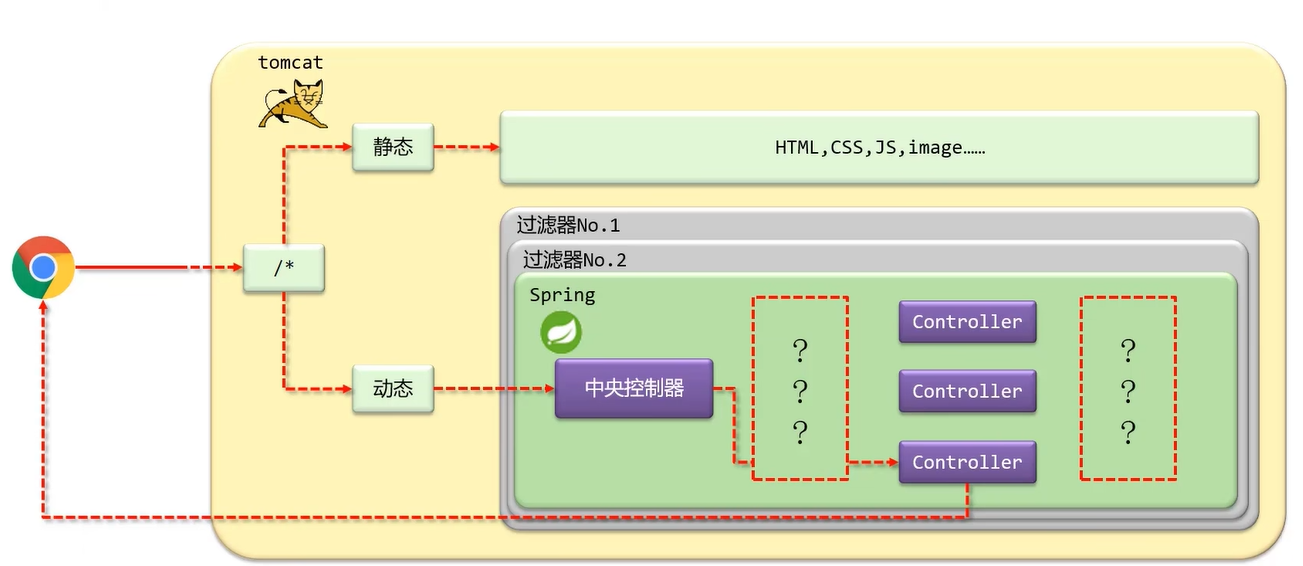 tomcat
静态
HTML,CSS,JS,image……
/*
过滤器No.1
过滤器No.2
Spring
动态
中央控制器
？
？
？
Controller
Controller
Controller
？
？
？